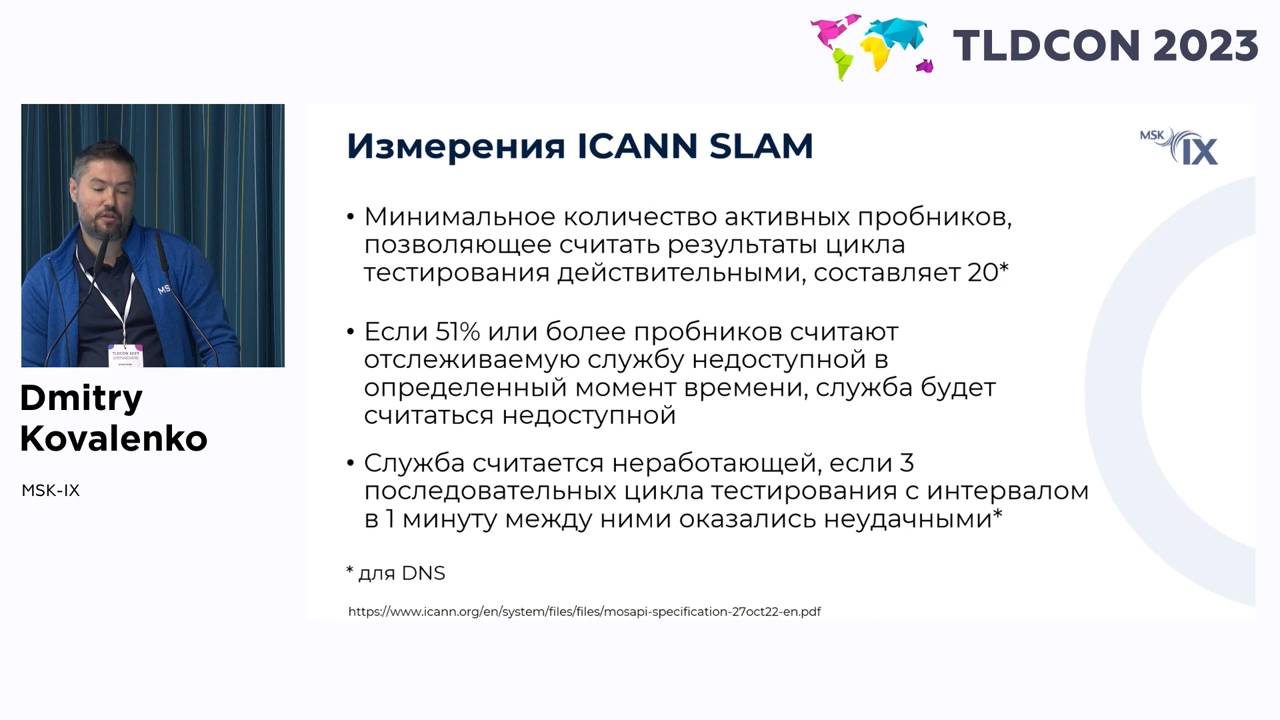 TLDCON 2023
Измерения ICANN SLAM
MSK
IX
• Минимальное количество активных пробников,
позволяющее считать результаты цикла
тестирования действительными, составляет 20*
• Если 51% или более пробников считают
отслеживаемую службу недоступной в
определенный момент времени, служба будет
считаться недоступной
• Служба считается неработающей, если 3
последовательных цикла тестирования с интервалом
в 1 минуту между ними оказались неудачными*
* для DNS
https://www.icann.org/en/system/files/files/mosapi-specification-27oct22-en.pdf
MS
TLDCON 2023
Dmitry
Kovalenko
MSK-IX